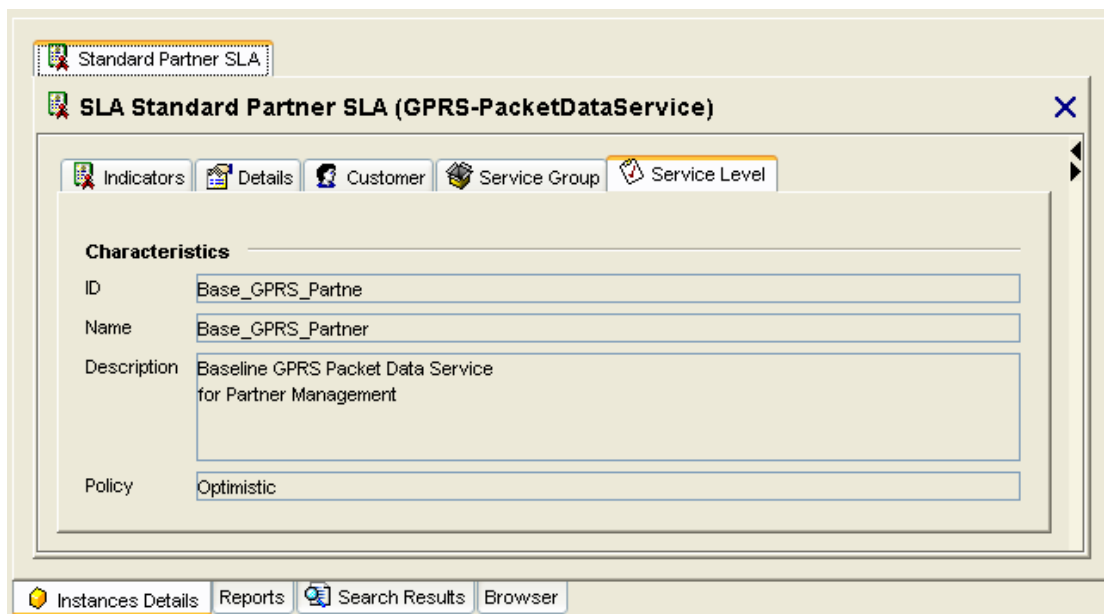 Standard Partner SLA
SLA Standard Partner SLA (GPRS-PacketDataService)
Indicators Details Customer Service Group Service Level
Characteristics
ID Base_GPRS_Partne
Name Base_GPRS_Partner
Description Baseline GPRS Packet Data Service
for Partner Management
Policy Optimistic
Instances Details Reports Search Results Browser